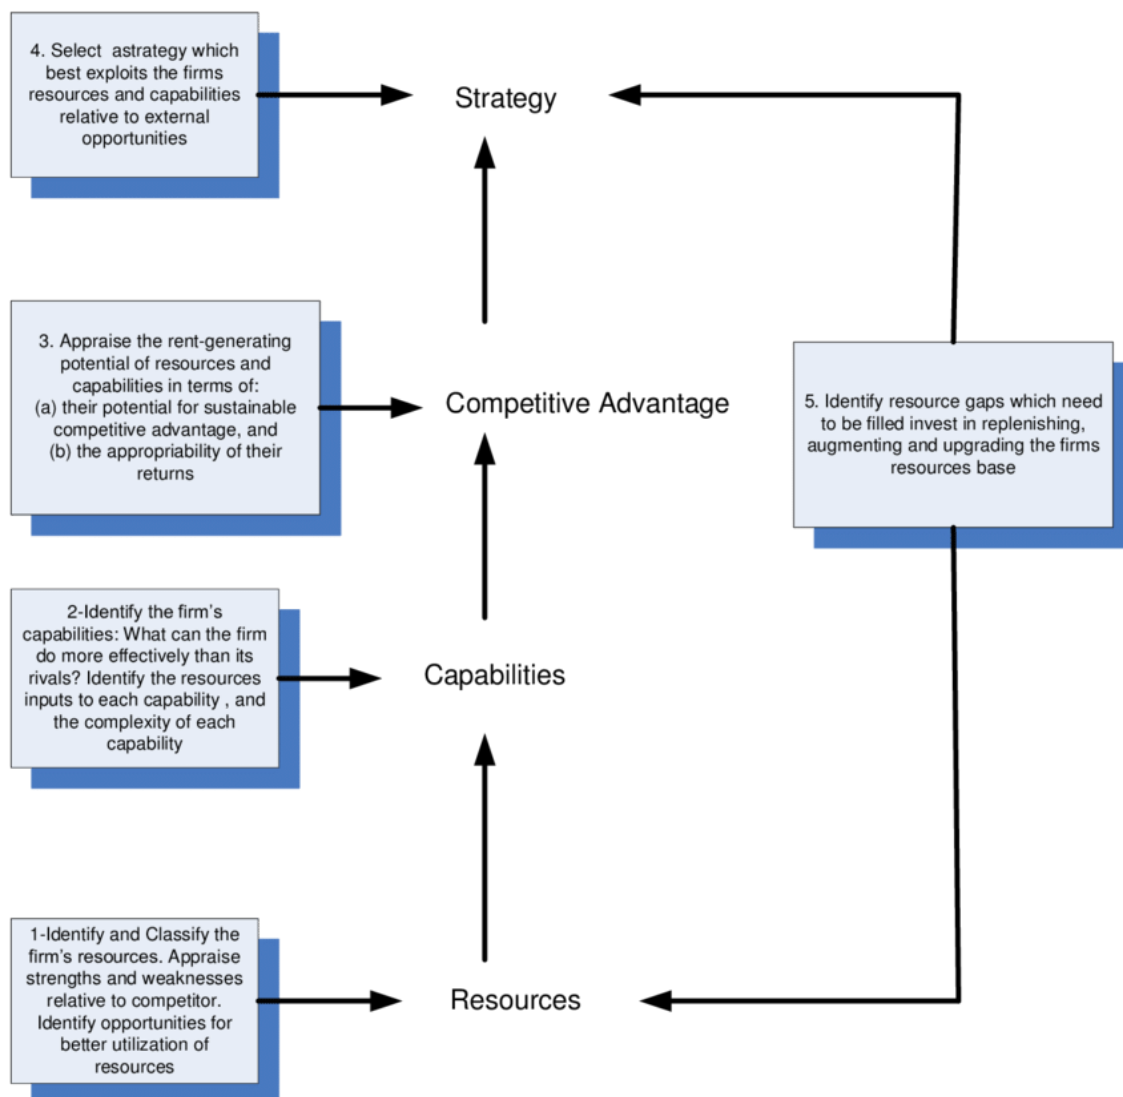 4. Select  astrategy which
best exploits the firms
resources and capabilities
relative to external
opportunities
Strategy
3. Appraise the rent-generating
potential of resources and
capabilities in terms of:
(a) their potential for sustainable
competitive advantage, and
(b) the appropriability of their
returns
Competitive Advantage
5. Identify resource gaps which need
to be filled invest in replenishing,
augmenting and upgrading the firms
resources base
2-Identify the firm's
capabilities: What can the firm
do more effectively than its
rivals? Identify the resources
inputs to each capability , and
the complexity of each
capability
Capabilities
1-Identify and Classify the
firm's resources. Appraise
strengths and weaknesses
relative to competitor.
Identify opportunities for
better utilization of
resources
Resources